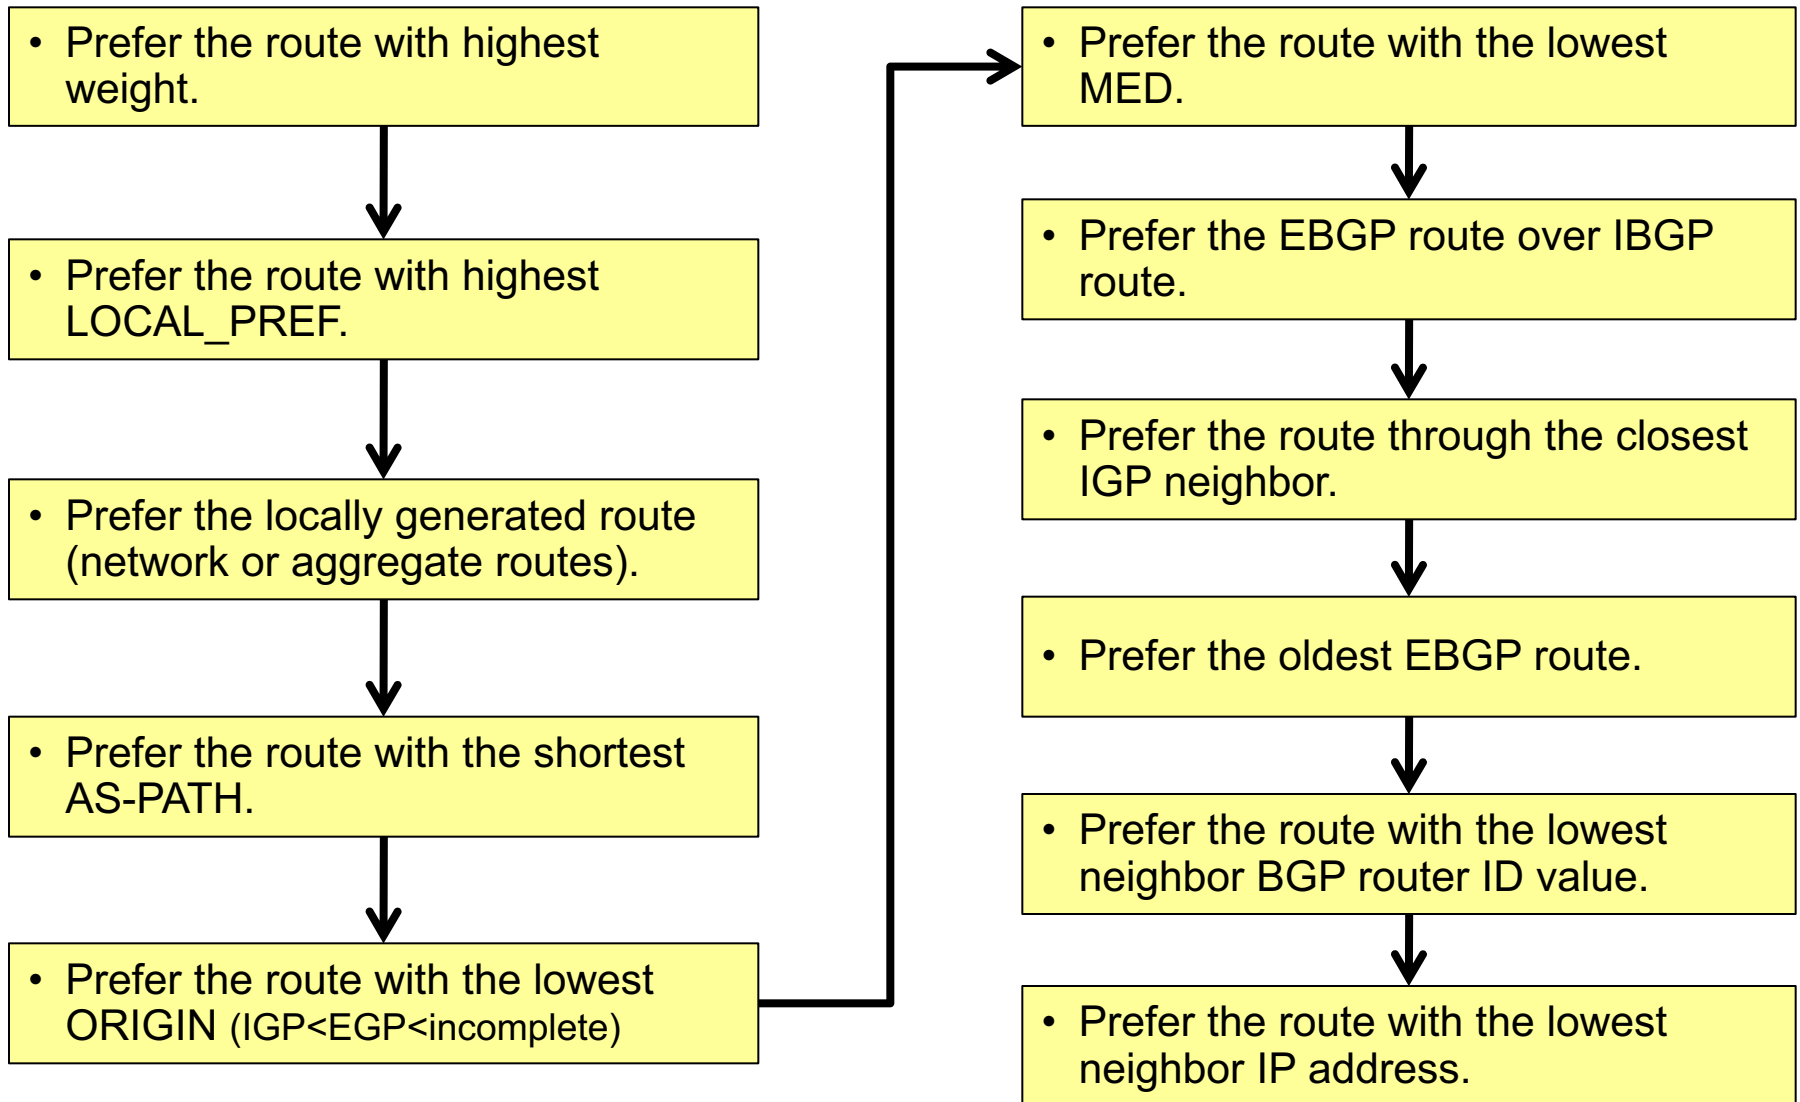 • Prefer the route with highest
weight.
• Prefer the route with highest
LOCAL_PREF.
• Prefer the locally generated route
(network or aggregate routes).
• Prefer the route with the shortest
AS-PATH.
• Prefer the route with the lowest
ORIGIN (IGP<EGP<incomplete)
• Prefer the route with the lowest
MED.
• Prefer the EBGP route over IBGP
route.
• Prefer the route through the closest
IGP neighbor.
• Prefer the oldest EBGP route.
• Prefer the route with the lowest
neighbor BGP router ID value.
• Prefer the route with the lowest
neighbor IP address.